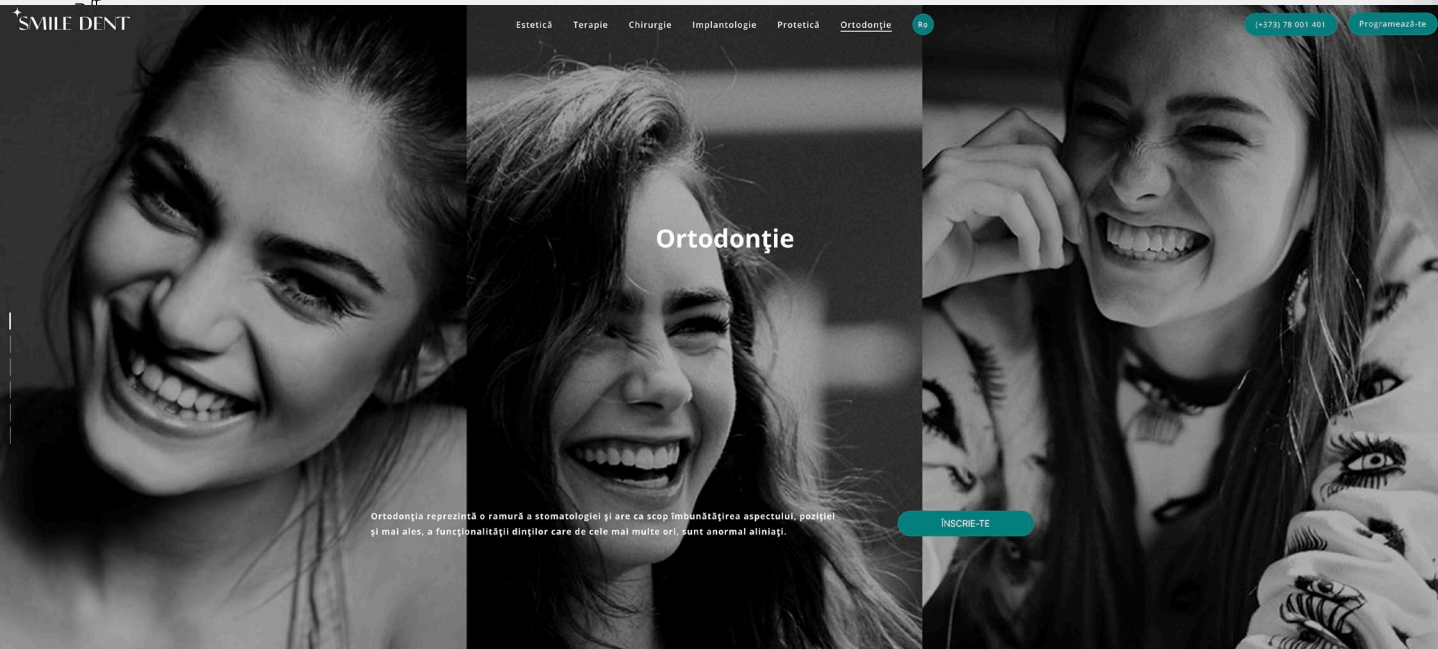 SMILE DENT
Estetică
Terapie
Chirurgie
Implantologie
Protetică
Ortodonţie
Ro
(+373) 78 001 401
Programează-te
Ortodonţie
Ortodonţia reprezintă o ramură a stomatologiei şi are ca scop îmbunătăţirea aspectului, poziţiei
şi mai ales, a funcţionalităţii dinţilor care de cele mai multe ori, sunt anormal aliniaţi.
ÎNSCRIE-TE